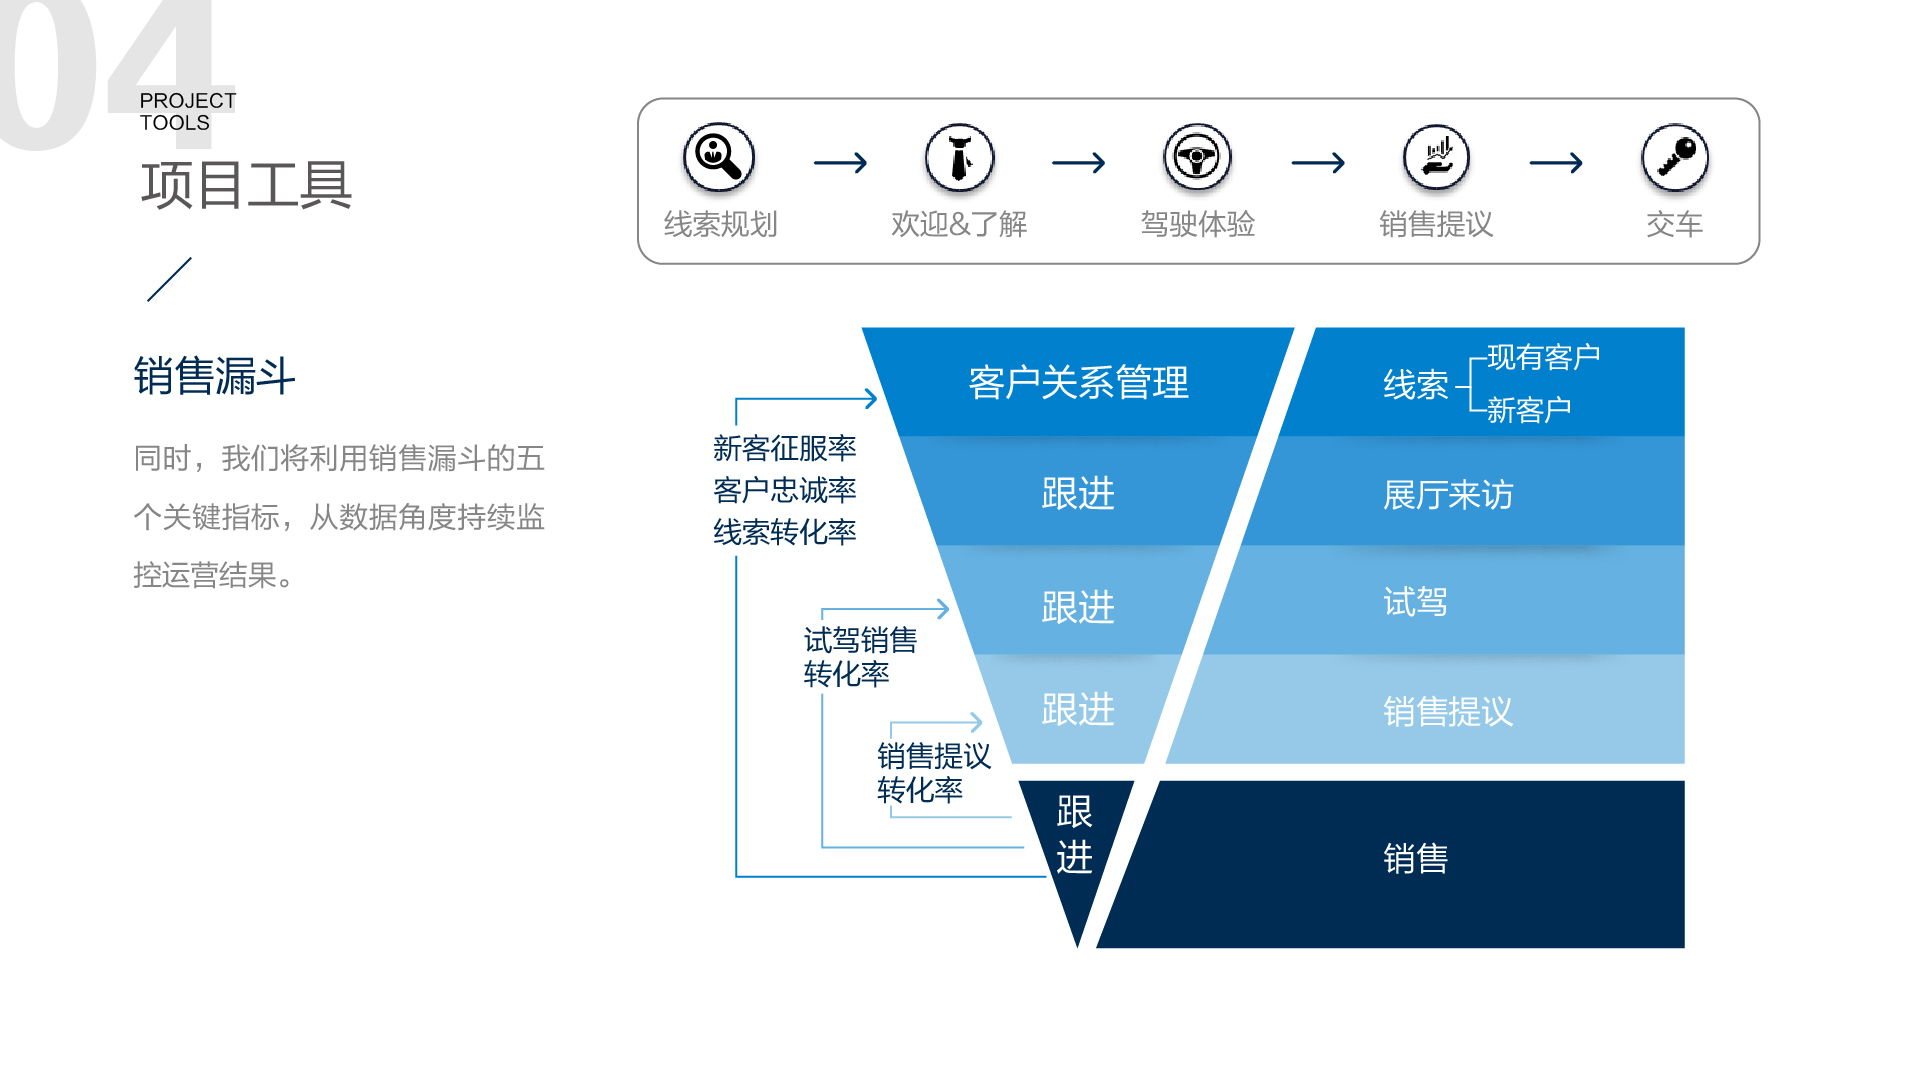 04
PROJECT
TOOLS
项目工具
销售漏斗
同时，我们将利用销售漏斗的五
个关键指标，从数据角度持续监
控运营结果。
线索规划
欢迎&了解
驾驶体验
销售提议
交车
客户关系管理
线索
现有客户
新客户
新客征服率
客户忠诚率
线索转化率
跟进
展厅来访
跟进
试驾
试驾销售
转化率
跟进
销售提议
销售提议
转化率
跟
进
销售